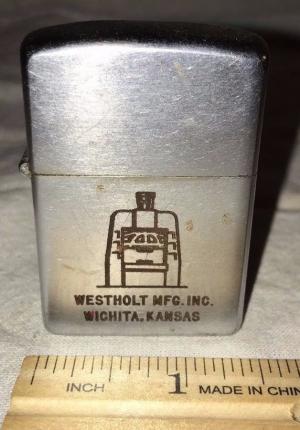 WESTHOLT MFG. INC.
WICHITA, KANSAS
INCH 1 MADE IN CHIN